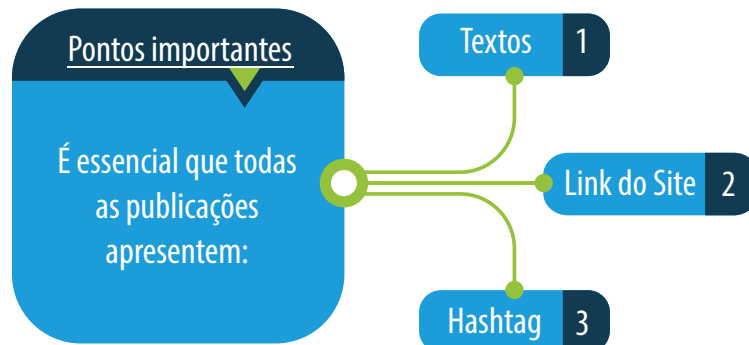 Pontos importantes
É essencial que todas
as publicações
apresentem:
Textos 1
Link do Site 2
Hashtag 3